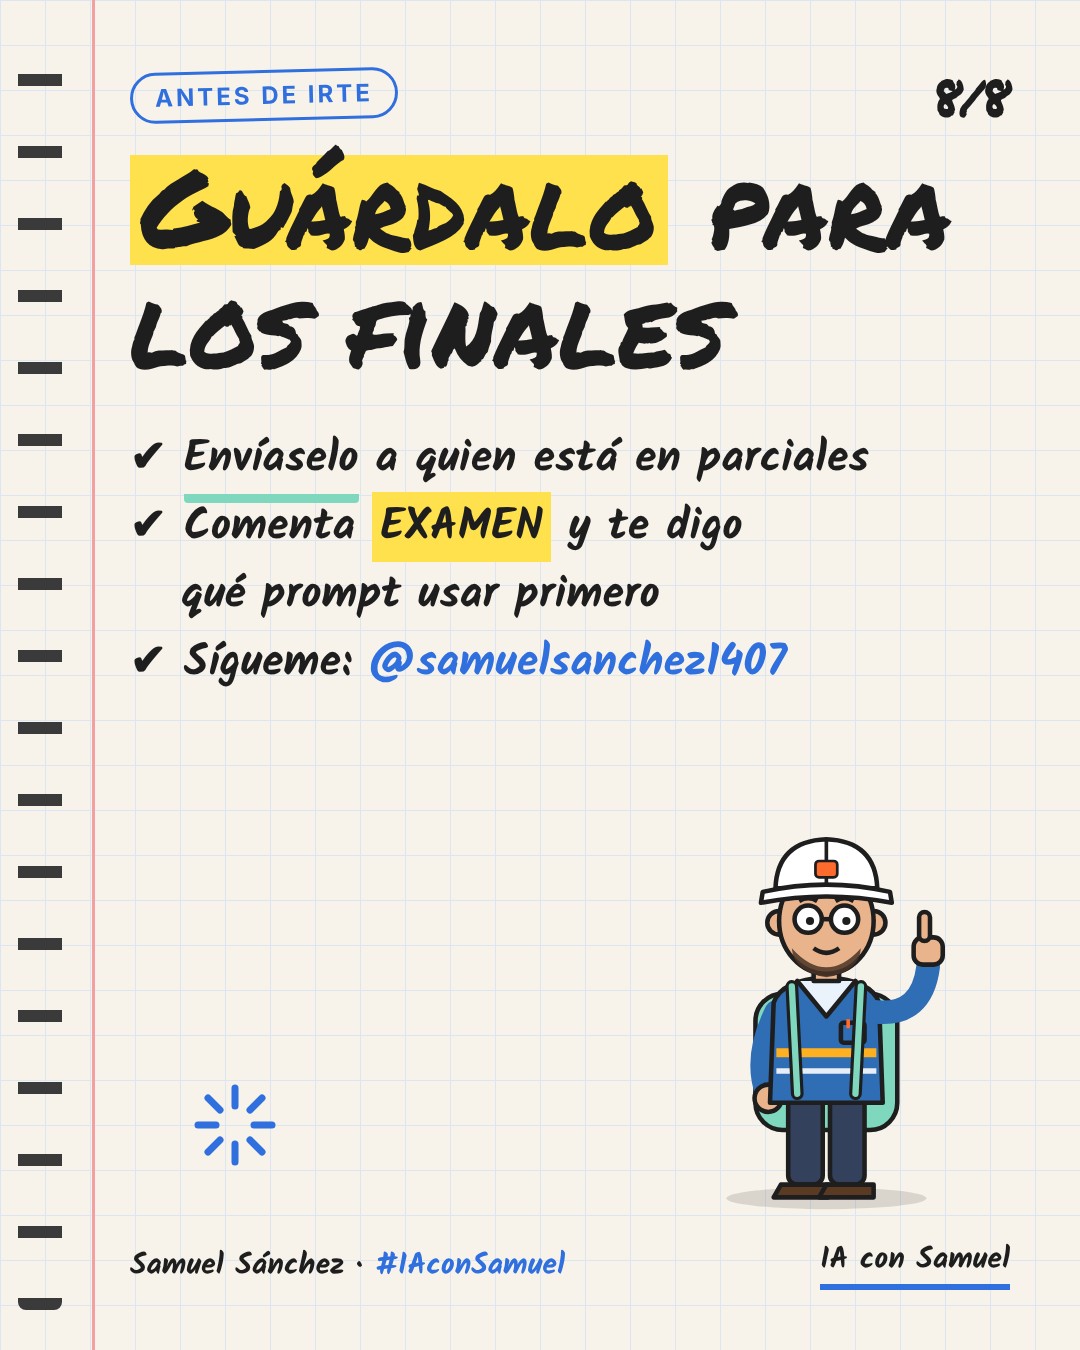 ANTES DE IRTE
8/8
GUÁRDALO PARA
LOS FINALES
✔ Envíaselo a quien está en parciales
✔ Comenta EXAMEN y te digo
qué prompt usar primero
✔ Sígueme: @samuelsanchez1407
Samuel Sánchez · #IAconSamuel
IA con Samuel